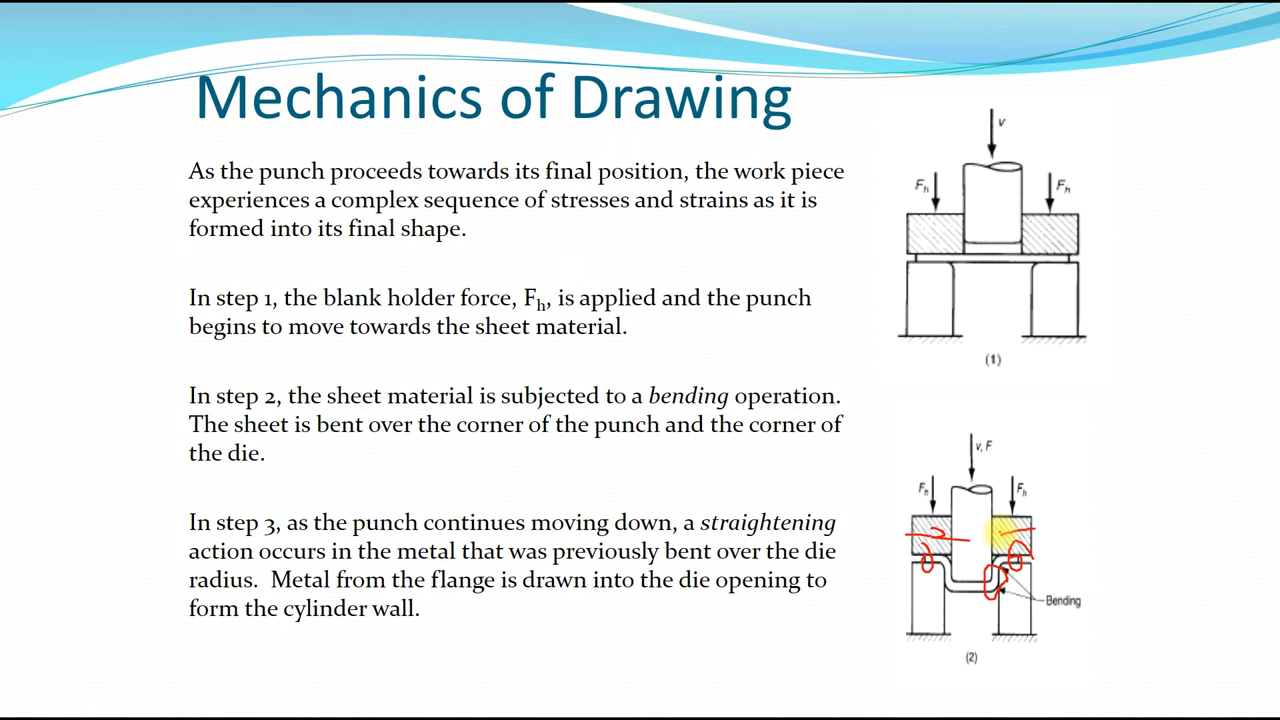 Mechanics of Drawing
As the punch proceeds towards its final position, the work piece
experiences a complex sequence of stresses and strains as it is
formed into its final shape.
In step 1, the blank holder force, Fh, is applied and the punch
begins to move towards the sheet material.
In step 2, the sheet material is subjected to a bending operation.
The sheet is bent over the corner of the punch and the corner of
the die.
In step 3, as the punch continues moving down, a straightening
action occurs in the metal that was previously bent over the die
radius.  Metal from the flange is drawn into the die opening to
form the cylinder wall.
v
Fh
Fh
(1)
v, F
Fh
Fh
Bending
(2)